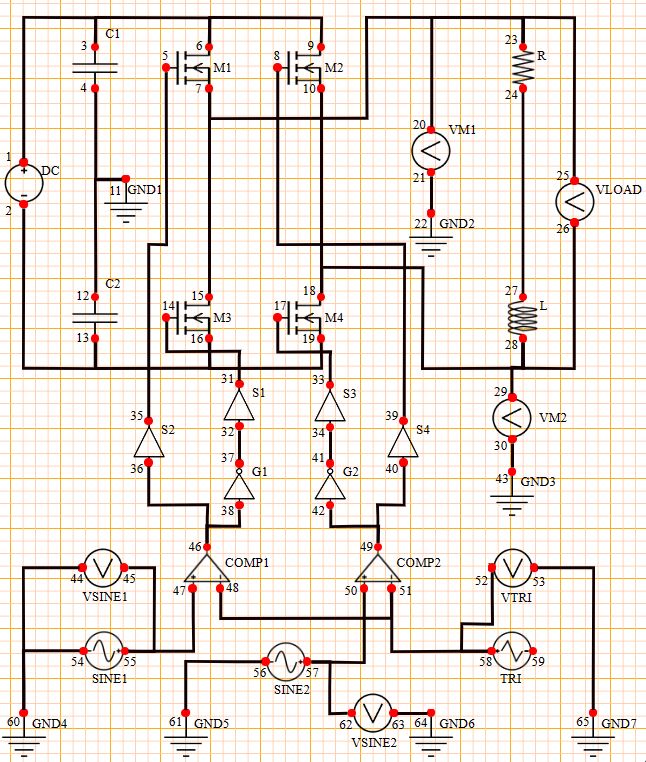 C1
23
3
5
6
8
9
R
M1
M2
4
7
10
24
20
VM1
1
DC
11
GND1
21
25
VLOAD
2
22
GND2
26
C2
12
15
18
27
14
17
L
M3
M4
13
16
19
28
31
S1
33
S3
29
35
S2
32
34
39
S4
VM2
30
36
37
G1
41
G2
40
43
GND3
38
42
46
49
COMP1
COMP2
44
45
47
48
50
51
52
53
VSINE1
VTRI
54
55
56
57
58
59
SINE1
SINE2
TRI
60
GND4
61
GND5
62
63
64
GND6
65
GND7
VSINE2